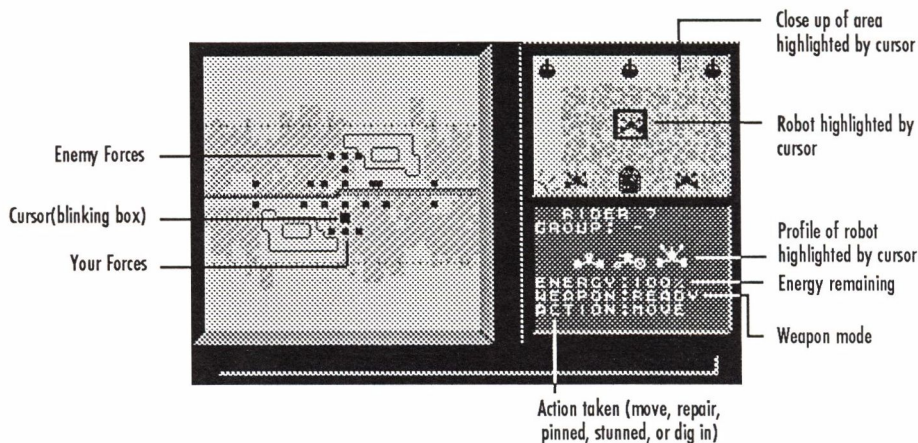 Close up of area
highlighted by cursor
Enemy Forces
Robot highlighted by
cursor
Cursor(blinking box)
Your Forces
RIDER 7
GROUP: -
Profile of robot
highlighted by cursor
ENERGY:100%
Energy remaining
WEAPON:READY
ACTION:MOVE
Weapon mode
Action taken (move, repair,
pinned, stunned, or dig in)